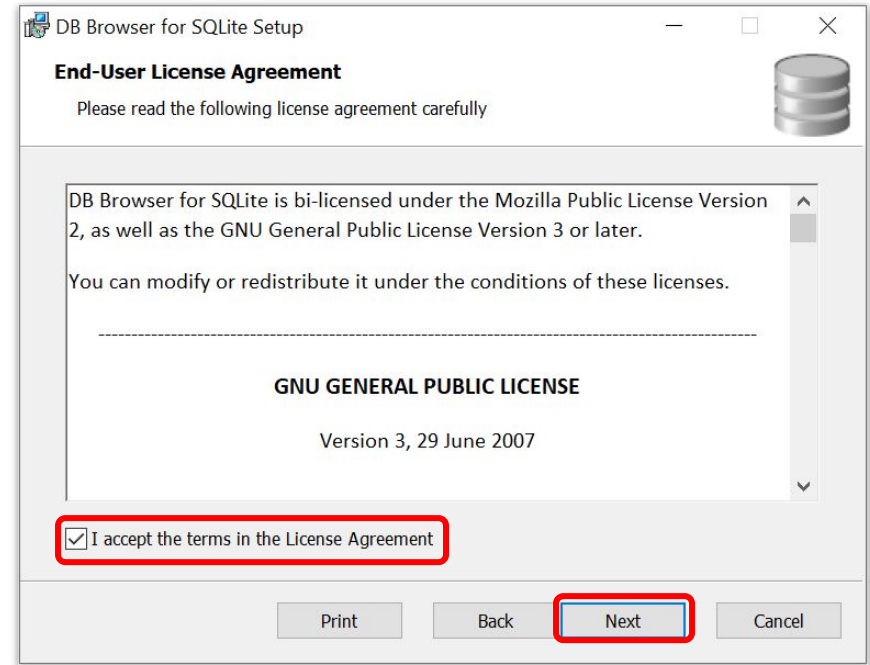 DB Browser for SQLite Setup
End-User License Agreement
Please read the following license agreement carefully
DB Browser for SQLite is bi-licensed under the Mozilla Public License Version
2, as well as the GNU General Public License Version 3 or later.
You can modify or redistribute it under the conditions of these licenses.
--------------------------------------------------------------------------------------------------------------
GNU GENERAL PUBLIC LICENSE
Version 3, 29 June 2007
I accept the terms in the License Agreement
Print Back Next Cancel